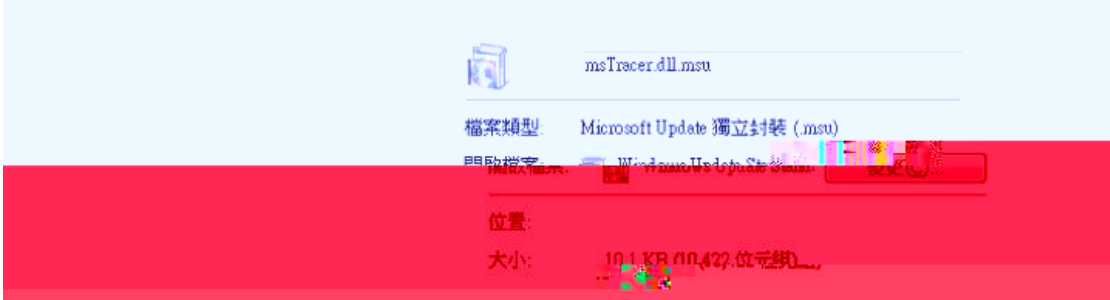 msTracer.dll.msu
檔案類型: Microsoft Update 獨立封裝 (.msu)
開啟檔案: Windows Update
位置:
大小: 10.1 KB (10,422 位元組)